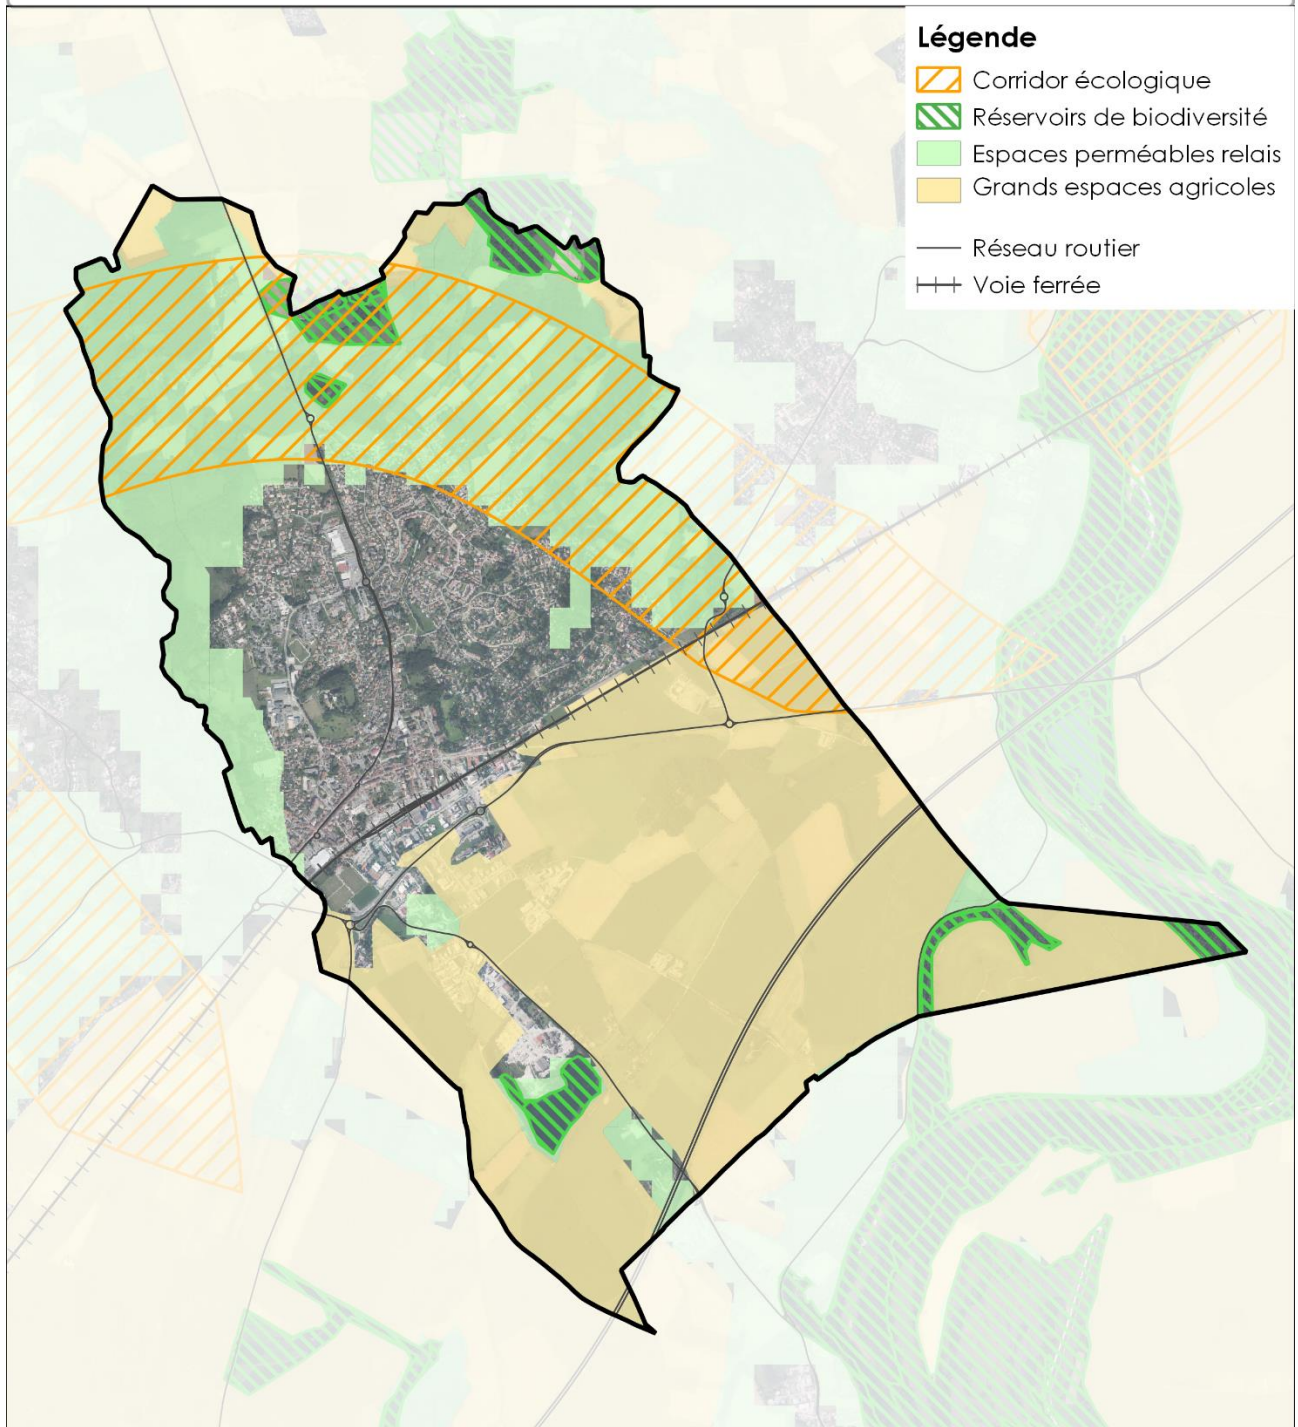 Légende
Corridor écologique
Réservoirs de biodiversité
Espaces perméables relais
Grands espaces agricoles
Réseau routier
Voie ferrée